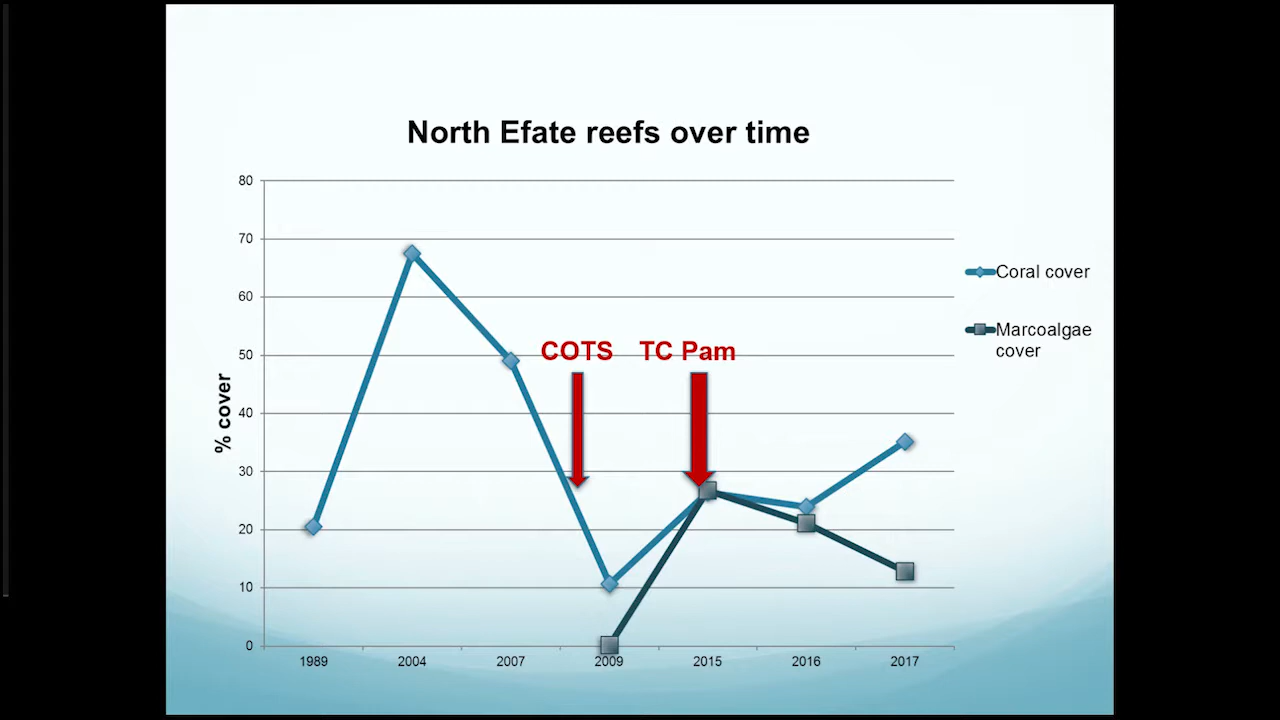 North Efate reefs over time
80
70
60
50
40
30
20
10
0
% cover
COTS TC Pam
Coral cover
Marcoalgae
cover
1989 2004 2007 2009 2015 2016 2017